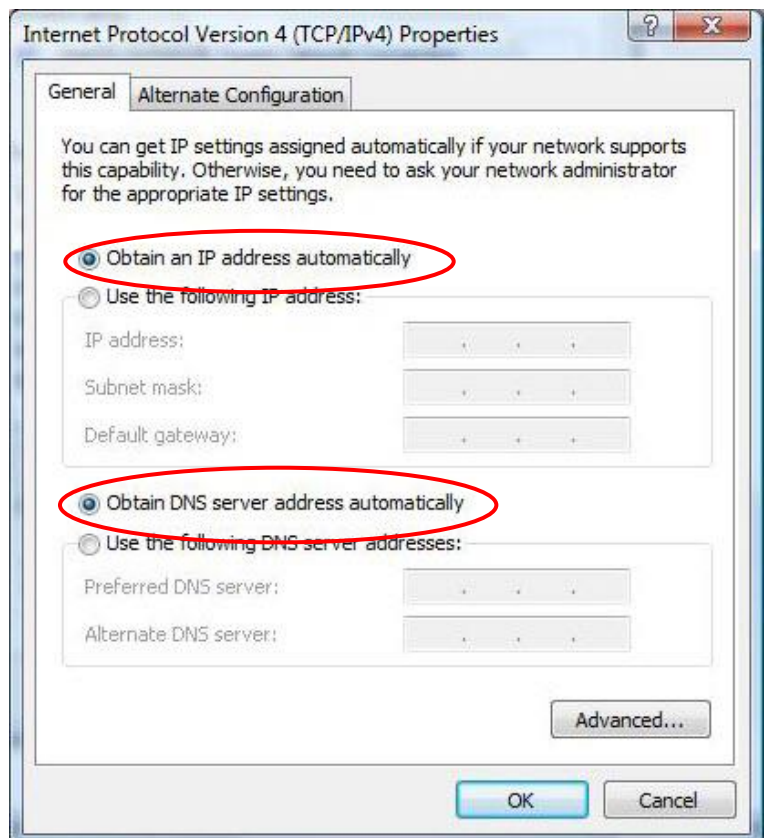 Internet Protocol Version 4 (TCP/IPv4) Properties
General
Alternate Configuration
You can get IP settings assigned automatically if your network supports
this capability. Otherwise, you need to ask your network administrator
for the appropriate IP settings.
Obtain an IP address automatically
Use the following IP address:
IP address:
Subnet mask:
Default gateway:
Obtain DNS server address automatically
Use the following DNS server addresses:
Preferred DNS server:
Alternate DNS server:
Advanced...
OK
Cancel